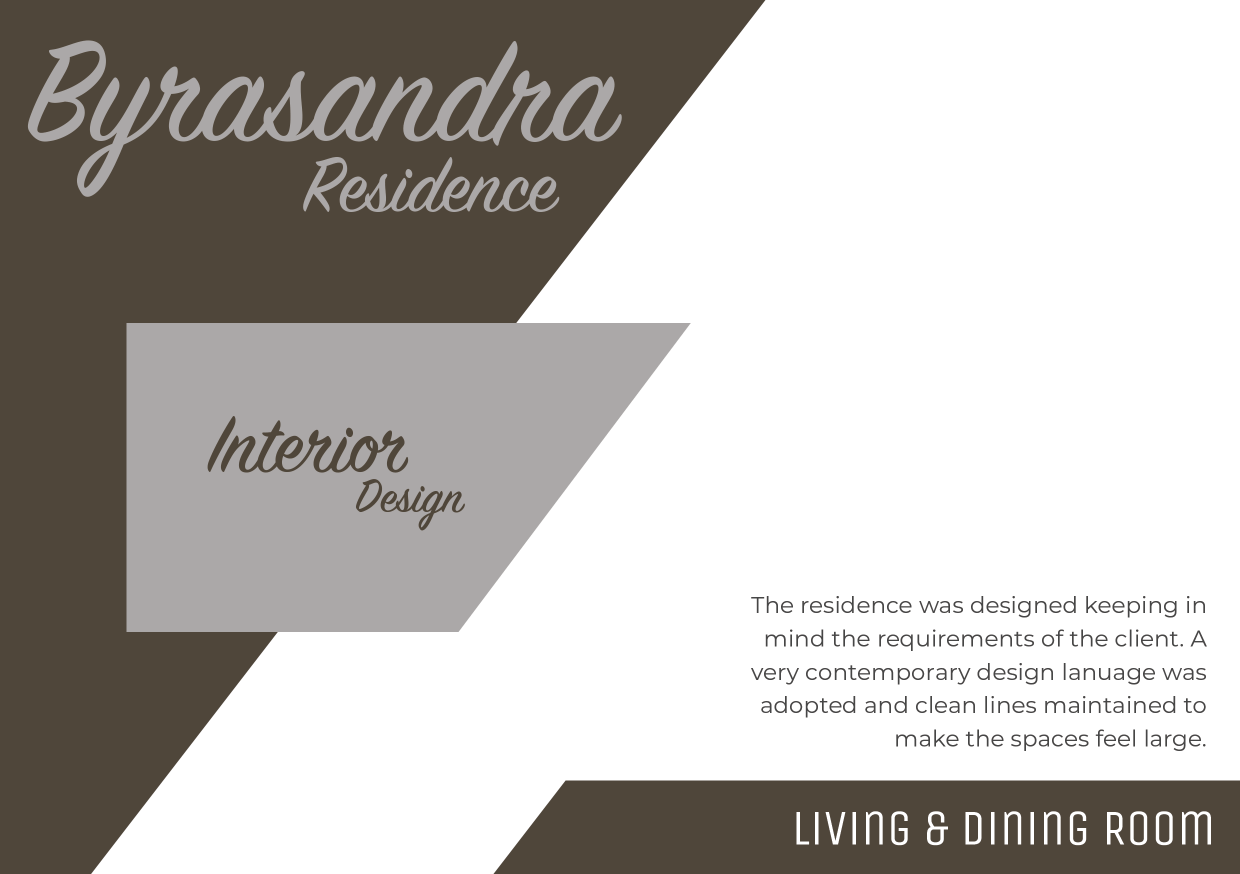 Byrasandra
Residence
Interior
Design
The residence was designed keeping in
mind the requirements of the client. A
very contemporary design lanuage was
adopted and clean lines maintained to
make the spaces feel large.
LIVING & DINING ROOM